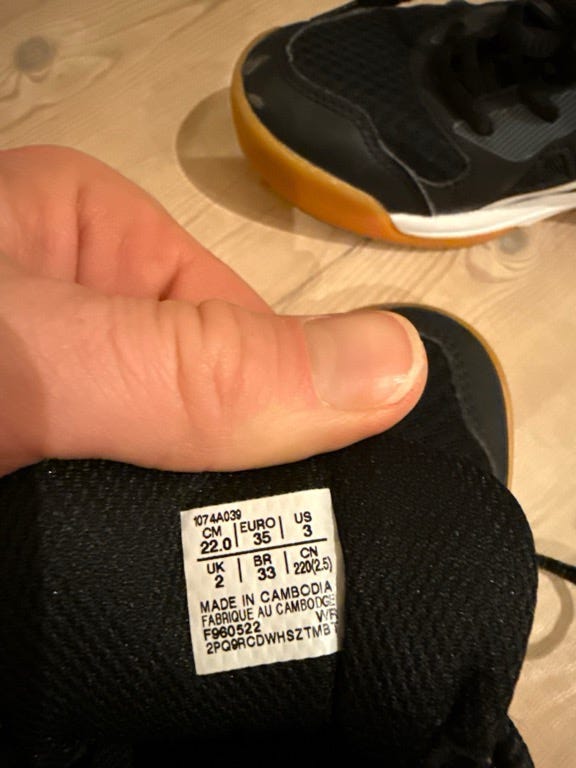 1074A039
CM EURO US
22.0 35 3
UK BR CN
2 33 220(2.5)
MADE IN CAMBODIA
FABRIQUE AU CAMBODGE
F960522
2PQ9RCDWHSZTMBT